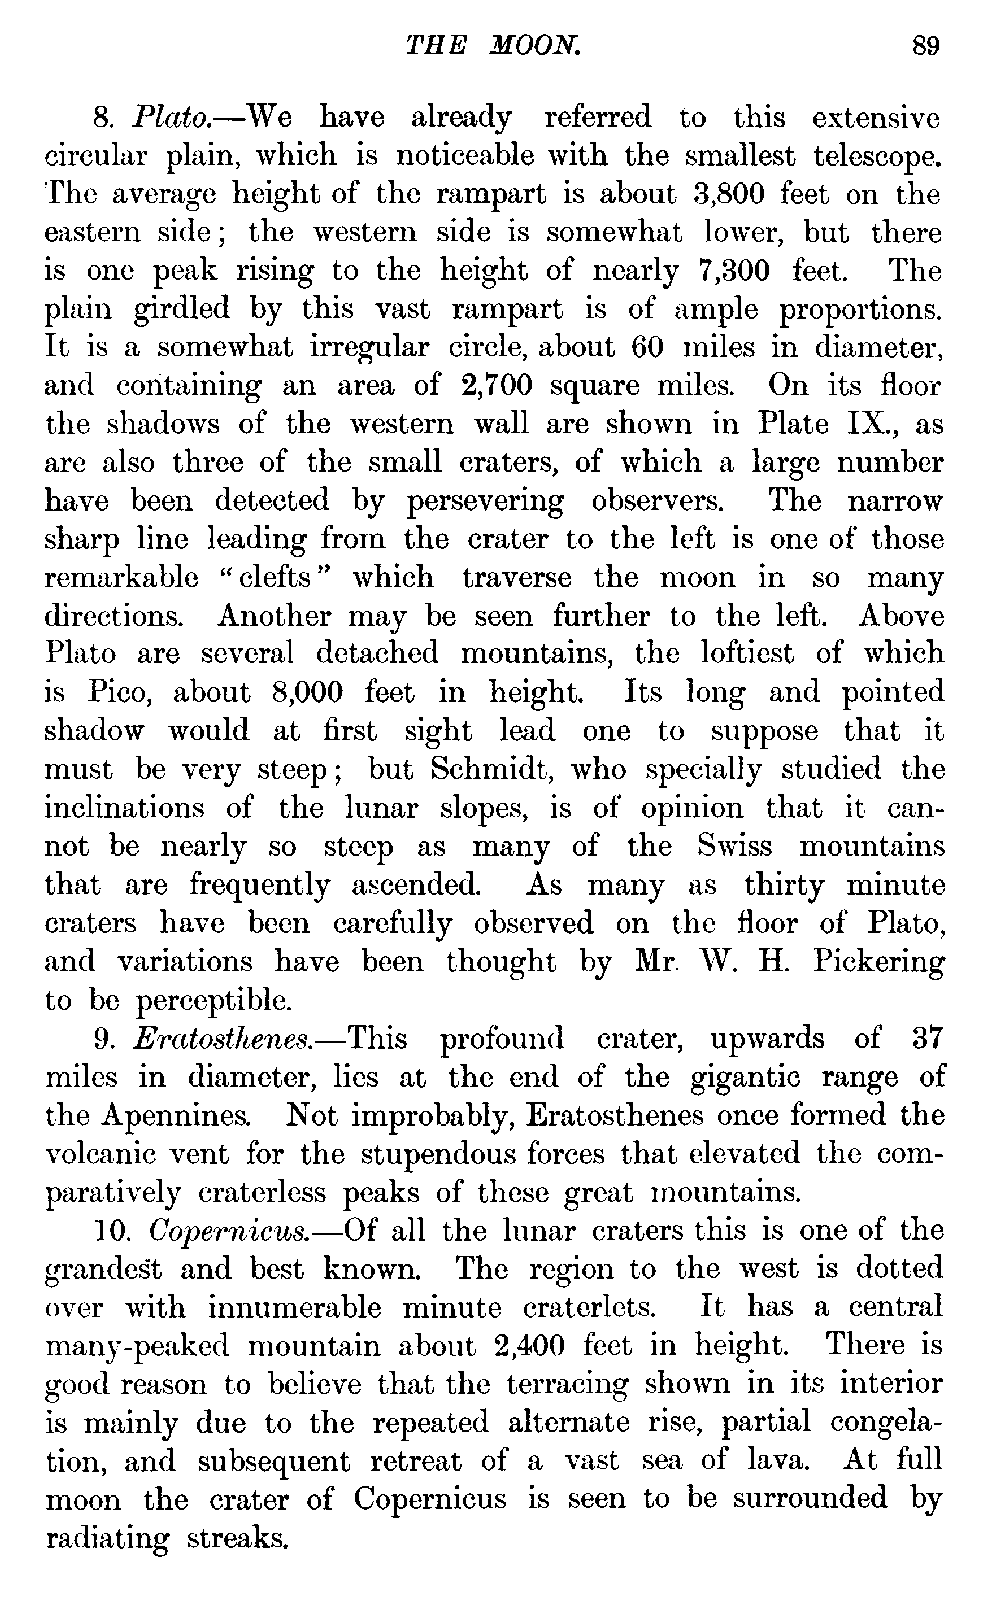 THE MOON. 89
8. Plato.—We have already referred to this extensive
circular plain, which is noticeable with the smallest telescope.
The average height of the rampart is about 3,800 feet on the
eastern side; the western side is somewhat lower, but there
is one peak rising to the height of nearly 7,300 feet. The
plain girdled by this vast rampart is of ample proportions.
It is a somewhat irregular circle, about 60 miles in diameter,
and containing an area of 2,700 square miles. On its floor
the shadows of the western wall are shown in Plate IX., as
are also three of the small craters, of which a large number
have been detected by persevering observers. The narrow
sharp line leading from the crater to the left is one of those
remarkable "clefts" which traverse the moon in so many
directions. Another may be seen further to the left. Above
Plato are several detached mountains, the loftiest of which
is Pico, about 8,000 feet in height. Its long and pointed
shadow would at first sight lead one to suppose that it
must be very steep; but Schmidt, who specially studied the
inclinations of the lunar slopes, is of opinion that it can-
not be nearly so steep as many of the Swiss mountains
that are frequently ascended. As many as thirty minute
craters have been carefully observed on the floor of Plato,
and variations have been thought by Mr. W. H. Pickering
to be perceptible.
9. Eratosthenes.—This profound crater, upwards of 37
miles in diameter, lies at the end of the gigantic range of
the Apennines. Not improbably, Eratosthenes once formed the
volcanic vent for the stupendous forces that elevated the com-
paratively craterless peaks of these great mountains.
10. Copernicus.—Of all the lunar craters this is one of the
grandest and best known. The region to the west is dotted
over with innumerable minute craterlets. It has a central
many-peaked mountain about 2,400 feet in height. There is
good reason to believe that the terracing shown in its interior
is mainly due to the repeated alternate rise, partial congela-
tion, and subsequent retreat of a vast sea of lava. At full
moon the crater of Copernicus is seen to be surrounded by
radiating streaks.